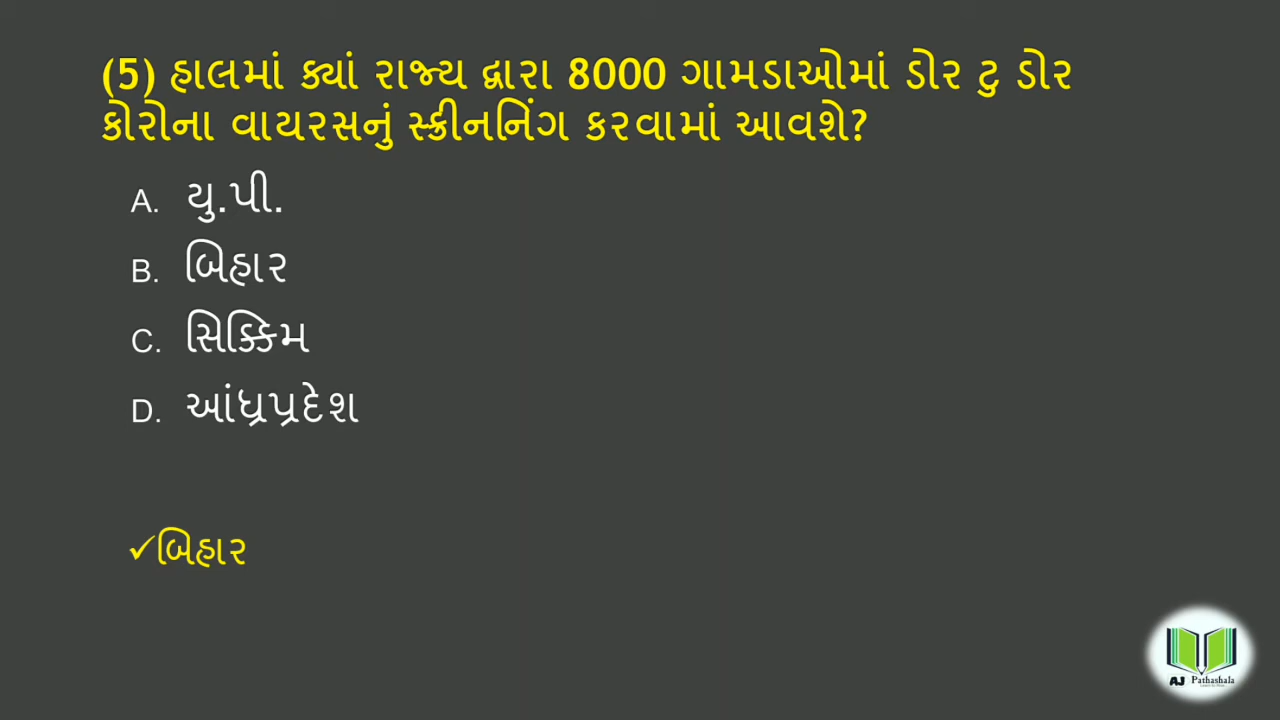 (5) હાલમાં ક્યાં રાજ્ય દ્વારા 8000 ગામડાઓમાં ડોર ટુ ડોર
કોરોના વાયરસનું સ્ક્રીનનિંગ કરવામાં આવશે?
A. યુ.પી.
B. બિહાર
C. સિક્કિમ
D. આંધ્રપ્રદેશ
✓બિહાર
AJ Pathashala